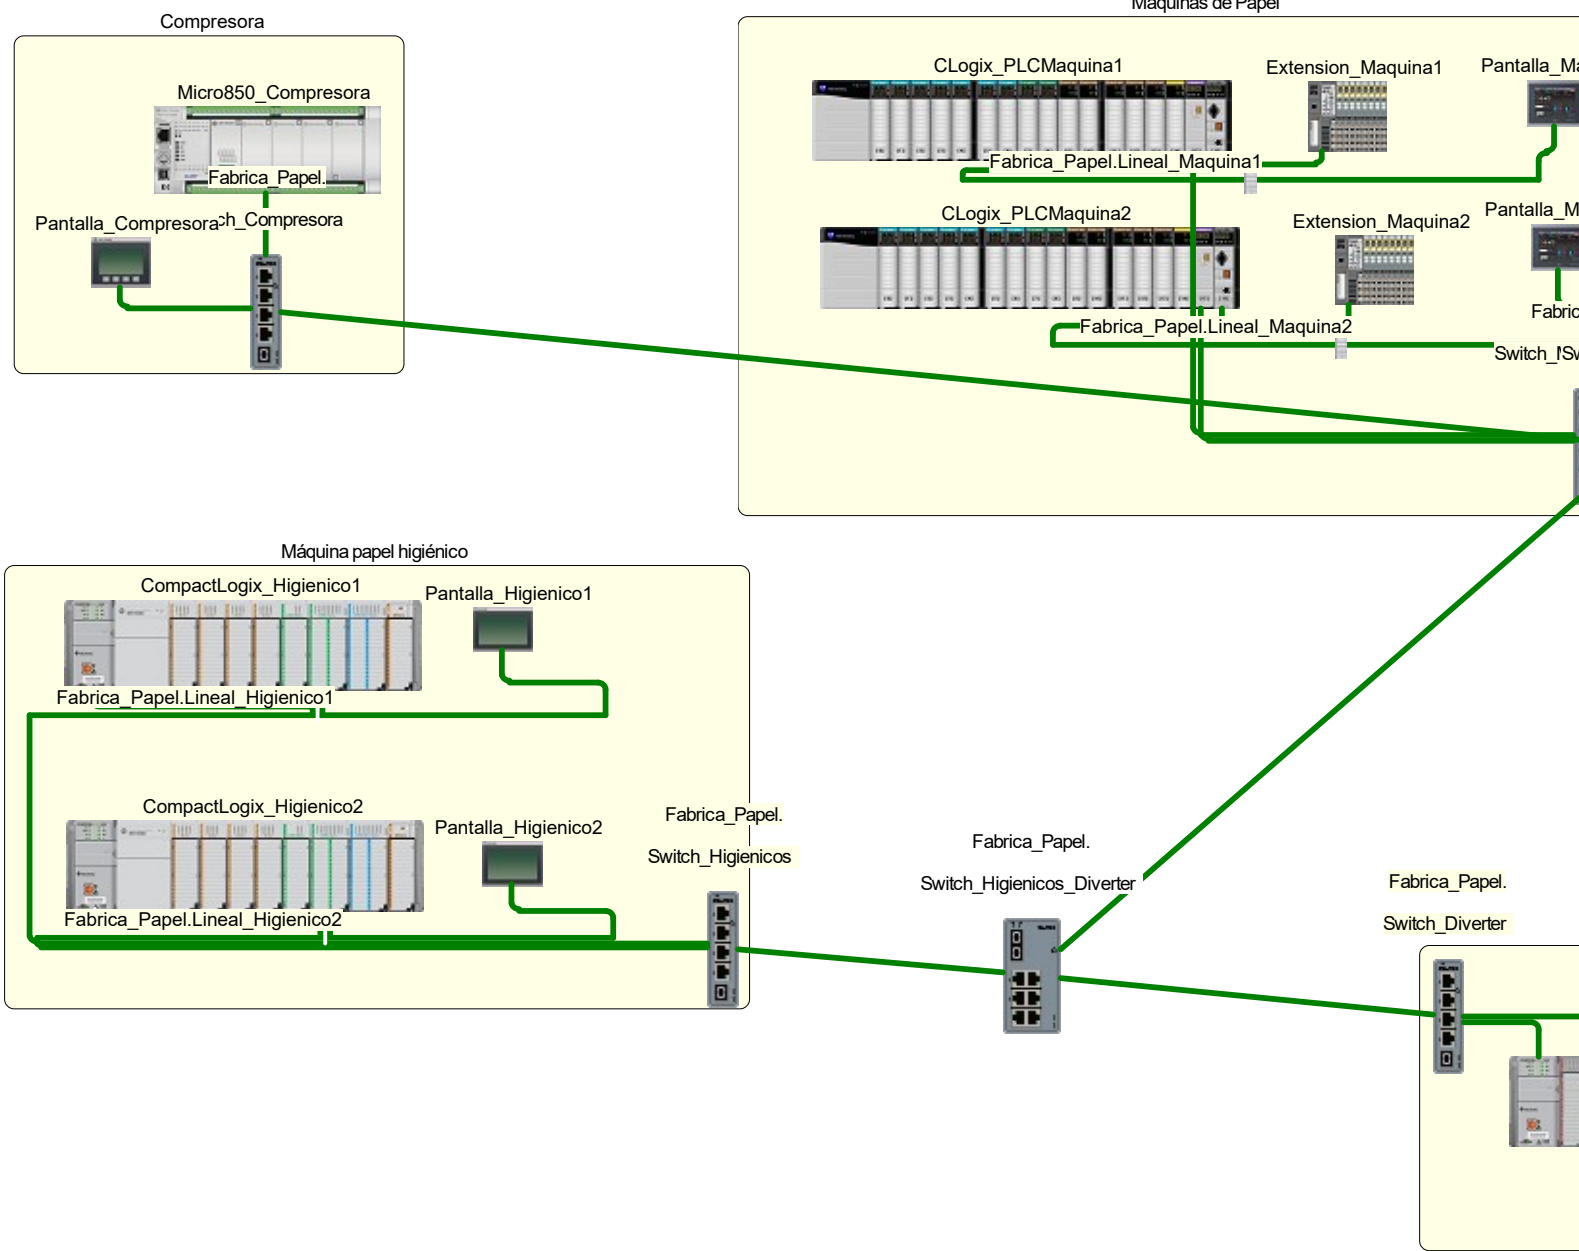 Compresora
Máquinas de Papel
Micro850_Compresora
Fabrica_Papel.
Pantalla_Compresora
ch_Compresora
CLogix_PLCMaquina1
Extension_Maquina1
Pantalla_Ma
Fabrica_Papel.Lineal_Maquina1
CLogix_PLCMaquina2
Extension_Maquina2
Pantalla_M
Fabric
Fabrica_Papel.Lineal_Maquina2
Switch_
Máquina papel higiénico
CompactLogix_Higienico1
Pantalla_Higienico1
Fabrica_Papel.Lineal_Higienico1
CompactLogix_Higienico2
Pantalla_Higienico2
Fabrica_Papel.Lineal_Higienico2
Fabrica_Papel.
Switch_Higienicos
Fabrica_Papel.
Switch_Higienicos_Diverter
Fabrica_Papel.
Switch_Diverter